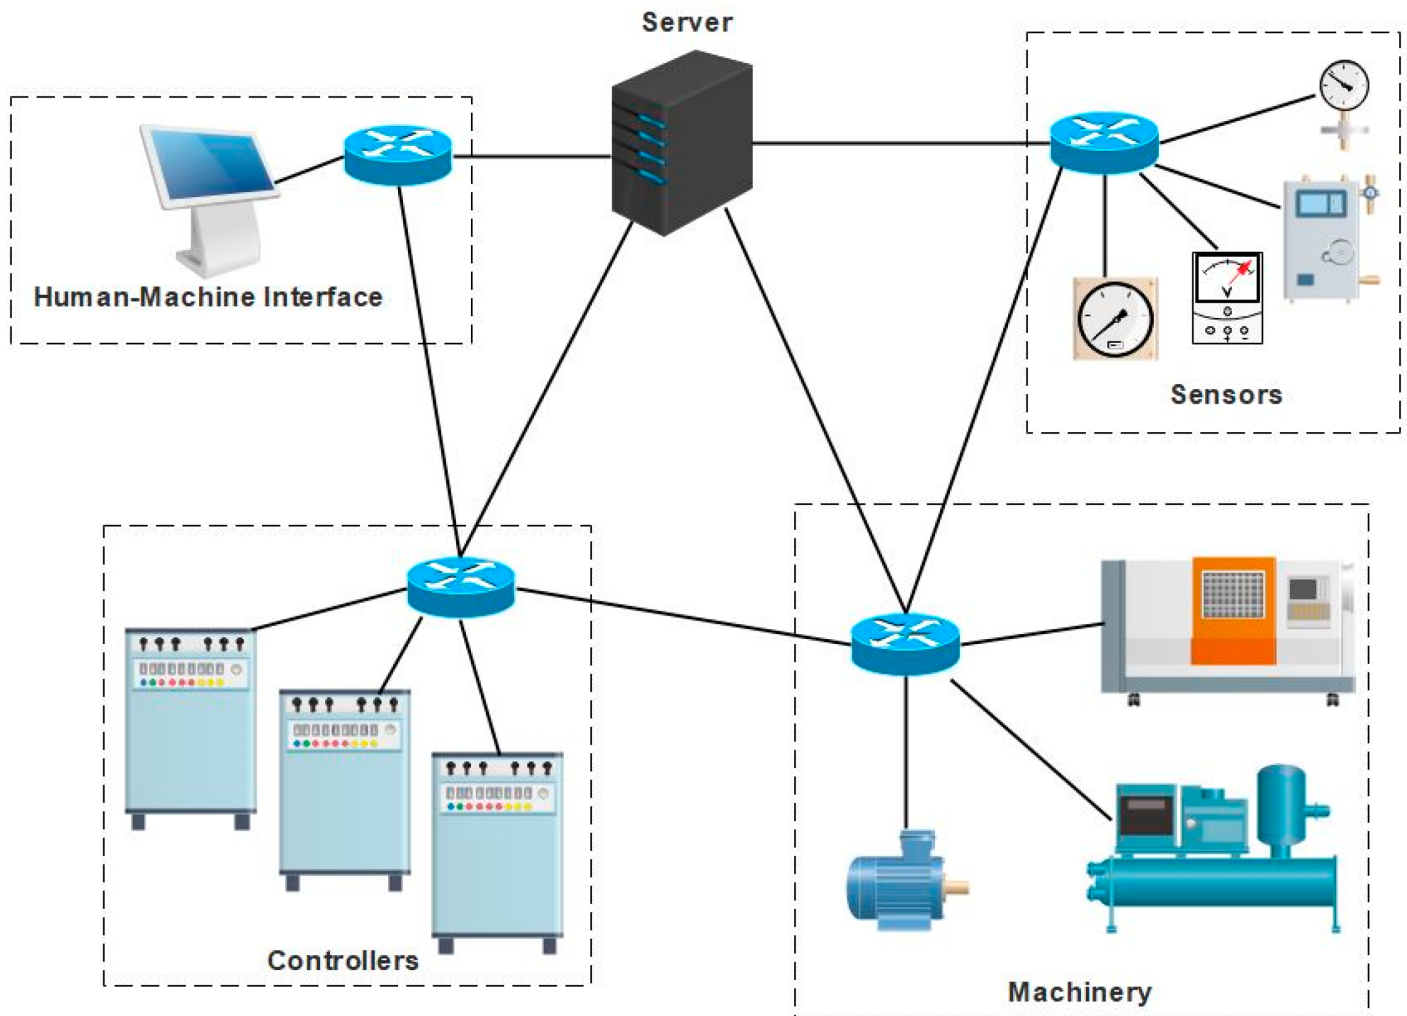 Server
Human-Machine Interface
V
+ –
Sensors
Controllers
Machinery